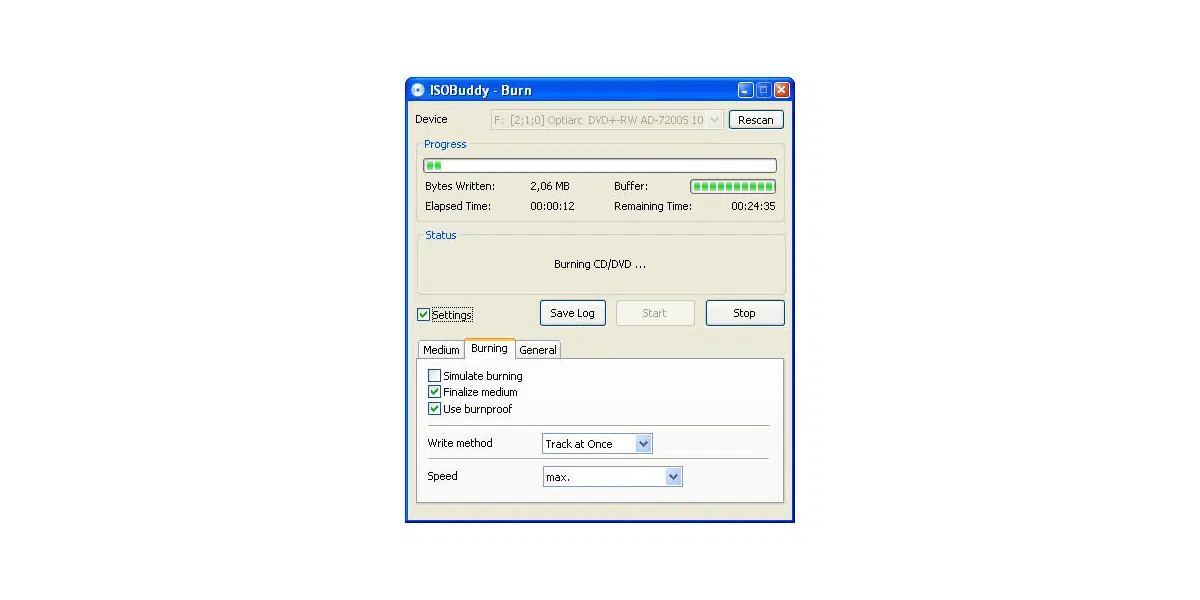 ISOBuddy - Burn
Device F: [2;1;0] Optiarc DVD+-RW AD-7200S 10 Rescan
Progress
Bytes Written: 2,06 MB Buffer:
Elapsed Time: 00:00:12 Remaining Time: 00:24:35
Status
Burning CD/DVD ...
Settings Save Log Start Stop
Medium Burning General
Simulate burning
Finalize medium
Use burnproof
Write method Track at Once
Speed max.